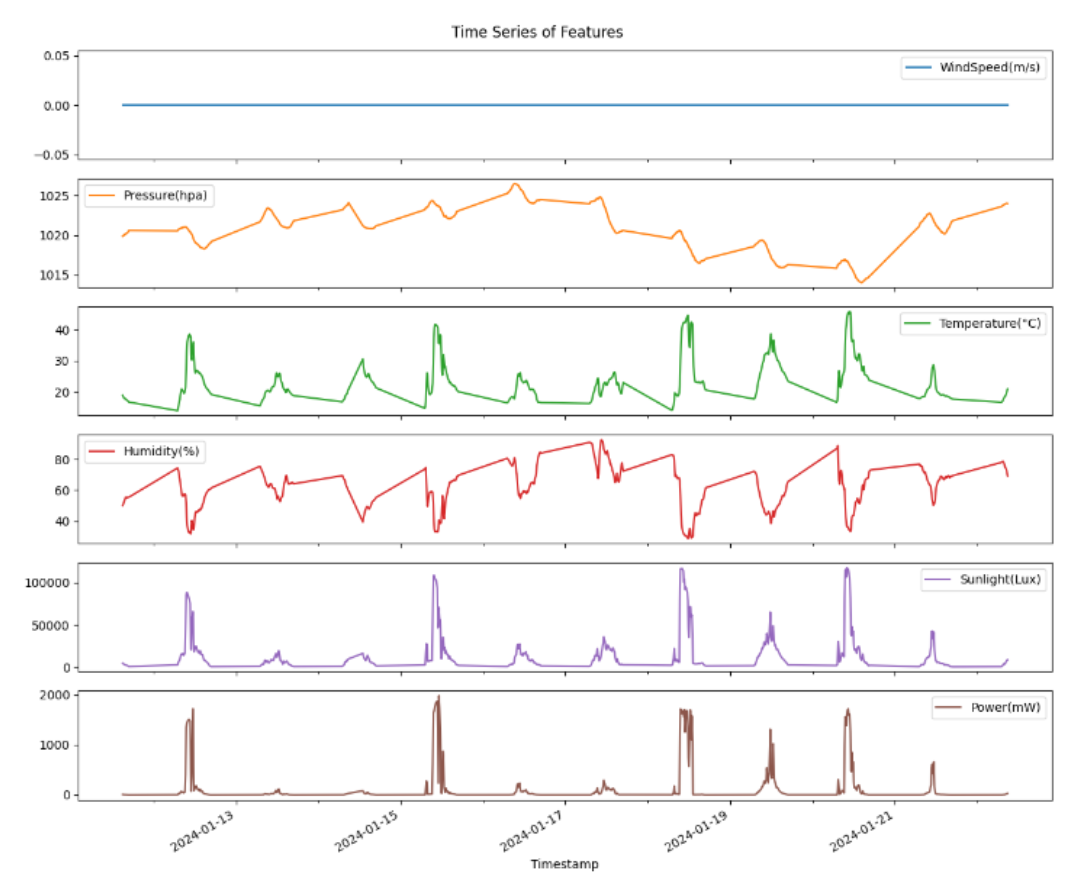 Time Series of Features
0.05
0.00
−0.05
WindSpeed(m/s)
1025
1020
1015
Pressure(hpa)
40
30
20
Temperature(°C)
80
60
40
Humidity(%)
100000
50000
0
Sunlight(Lux)
2000
1000
0
Power(mW)
2024-01-13
2024-01-15
2024-01-17
2024-01-19
2024-01-21
Timestamp